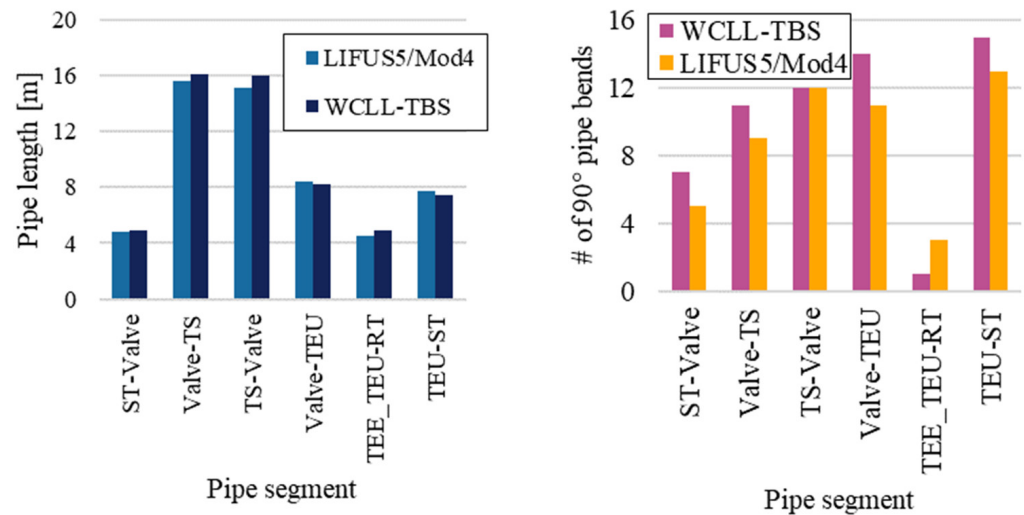 20
16
12
8
4
0
Pipe length [m]
LIFUS5/Mod4
WCLL-TBS
ST-Valve
Valve-TS
TS-Valve
Valve-TEU
TEE_TEU-RT
TEU-ST
Pipe segment
16
12
8
4
0
# of 90° pipe bends
WCLL-TBS
LIFUS5/Mod4
ST-Valve
Valve-TS
TS-Valve
Valve-TEU
TEE_TEU-RT
TEU-ST
Pipe segment